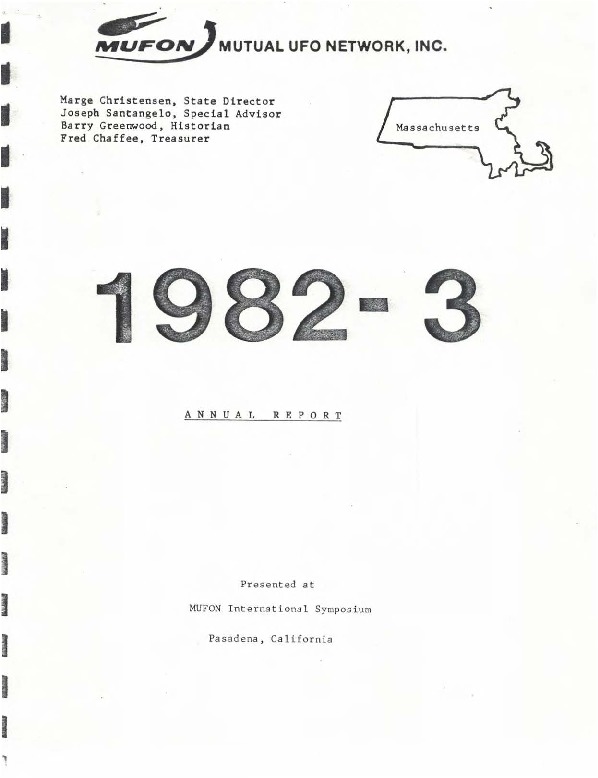 MUFON MUTUAL UFO NETWORK, INC.
Marge Christensen, State Director
Joseph Santangelo, Special Advisor
Barry Greenwood, Historian
Fred Chaffee, Treasurer
Massachusetts
1982-3
ANNUAL REPORT
Presented at
MUFON International Symposium
Pasadena, California